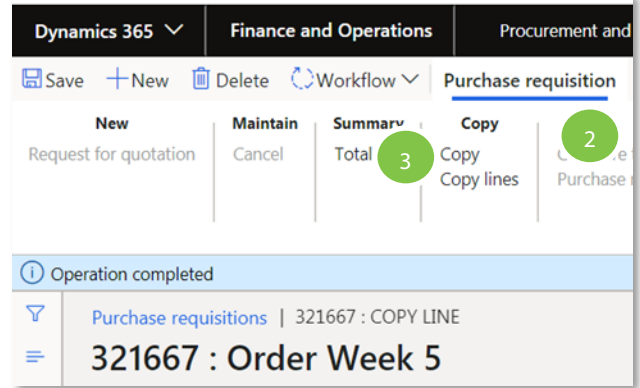 Dynamics 365 Finance and Operations Procurement and
Save New Delete Workflow Purchase requisition
New Maintain Summary Copy
2
Request for quotation Cancel Total 3 Copy
Copy lines Purchase
Operation completed
Purchase requisitions | 321667 : COPY LINE
321667 : Order Week 5